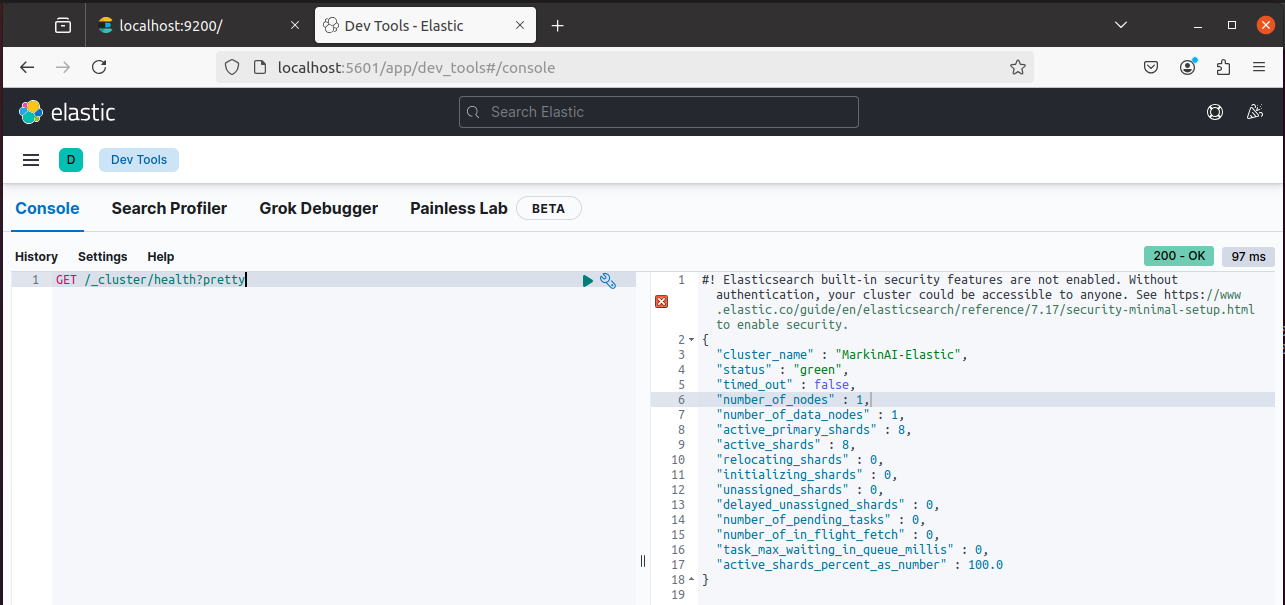 localhost:9200/
Dev Tools - Elastic
localhost:5601/app/dev_tools#/console
elastic
Search Elastic
D
Dev Tools
Console
Search Profiler
Grok Debugger
Painless Lab
BETA
History
Settings
Help
200 - OK
97 ms
1 GET /_cluster/health?pretty
1 #! Elasticsearch built-in security features are not enabled. Without
authentication, your cluster could be accessible to anyone. See https://www
.elastic.co/guide/en/elasticsearch/reference/7.17/security-minimal-setup.html
to enable security.
2 {
3 "cluster_name" : "MarkinAI-Elastic",
4 "status" : "green",
5 "timed_out" : false,
6 "number_of_nodes" : 1,
7 "number_of_data_nodes" : 1,
8 "active_primary_shards" : 8,
9 "active_shards" : 8,
10 "relocating_shards" : 0,
11 "initializing_shards" : 0,
12 "unassigned_shards" : 0,
13 "delayed_unassigned_shards" : 0,
14 "number_of_pending_tasks" : 0,
15 "number_of_in_flight_fetch" : 0,
16 "task_max_waiting_in_queue_millis" : 0,
17 "active_shards_percent_as_number" : 100.0
18 }
19